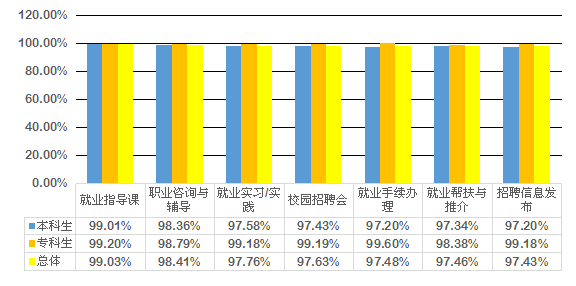 120.00%
100.00%
80.00%
60.00%
40.00%
20.00%
0.00%
就业指导课 职业咨询与辅导 就业实习/实践 校园招聘会 就业手续办理 就业帮扶与推介 招聘信息发布
本科生 99.01% 98.36% 97.58% 97.43% 97.20% 97.34% 97.20%
专科生 99.20% 98.79% 99.18% 99.19% 99.60% 98.38% 99.18%
总体 99.03% 98.41% 97.76% 97.63% 97.48% 97.46% 97.43%